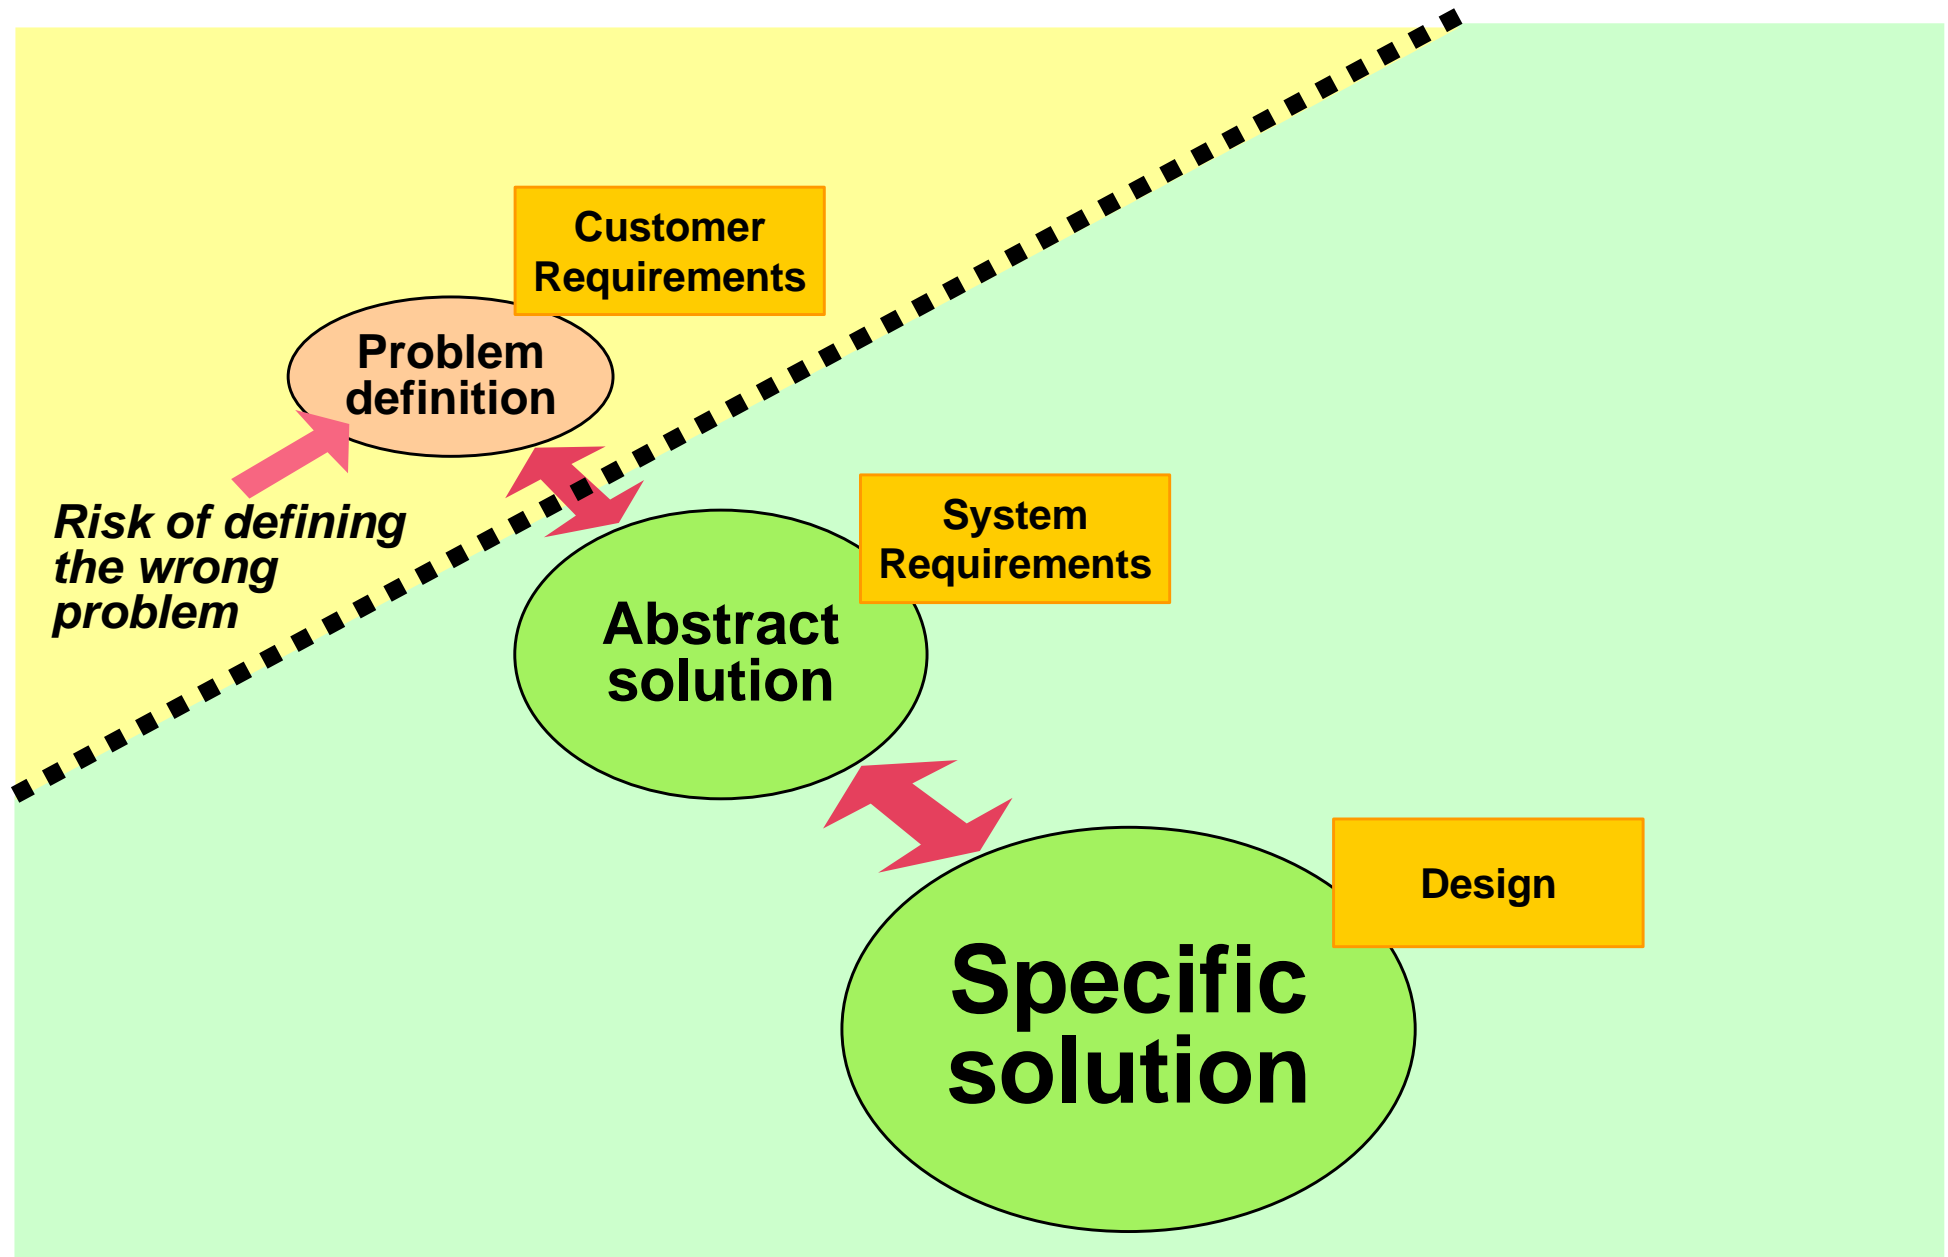 Customer
Requirements
Problem
definition
Risk of defining
the wrong
problem
System
Requirements
Abstract
solution
Design
Specific
solution